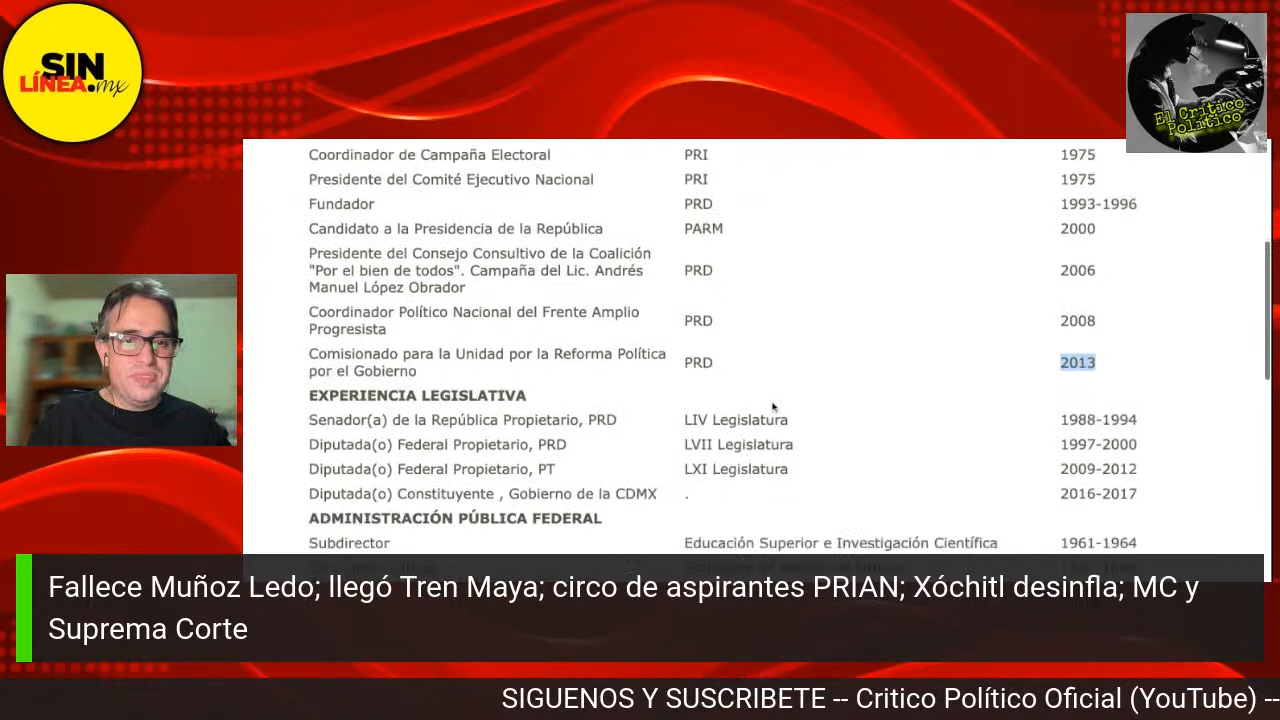 SIN
LÍNEA.mx
El Crítico
Político
Coordinador de Campaña Electoral PRI 1975
Presidente del Comité Ejecutivo Nacional PRI 1975
Fundador PRD 1993-1996
Candidato a la Presidencia de la República PARM 2000
Presidente del Consejo Consultivo de la Coalición
"Por el bien de todos". Campaña del Lic. Andrés PRD 2006
Manuel López Obrador
Coordinador Político Nacional del Frente Amplio
Progresista PRD 2008
Comisionado para la Unidad por la Reforma Política
por el Gobierno PRD 2013
EXPERIENCIA LEGISLATIVA
Senador(a) de la República Propietario, PRD LIV Legislatura 1988-1994
Diputada(o) Federal Propietario, PRD LVII Legislatura 1997-2000
Diputada(o) Federal Propietario, PT LXI Legislatura 2009-2012
Diputada(o) Constituyente , Gobierno de la CDMX . 2016-2017
ADMINISTRACIÓN PÚBLICA FEDERAL
Subdirector Educación Superior e Investigación Científica 1961-1964
Fallece Muñoz Ledo; llegó Tren Maya; circo de aspirantes PRIAN; Xóchitl desinfla; MC y
Suprema Corte
SIGUENOS Y SUSCRIBETE -- Critico Político Oficial (YouTube) --